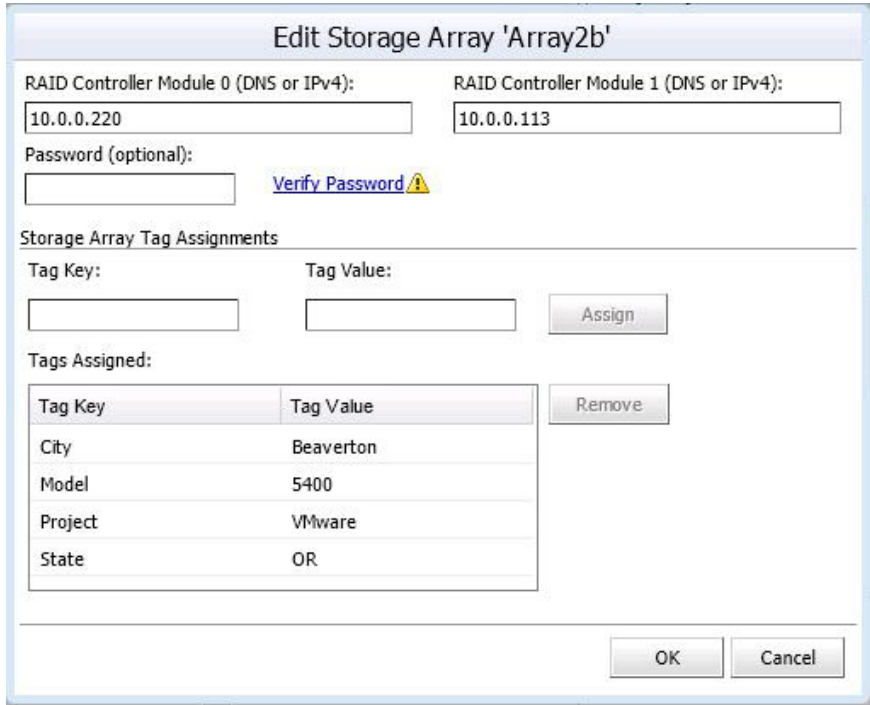 Edit Storage Array 'Array2b'
RAID Controller Module 0 (DNS or IPv4): RAID Controller Module 1 (DNS or IPv4):
10.0.0.220 10.0.0.113
Password (optional):
Verify Password
Storage Array Tag Assignments
Tag Key: Tag Value:
Assign
Tags Assigned:
Tag Key Tag Value Remove
City Beaverton
Model 5400
Project VMware
State OR
OK Cancel